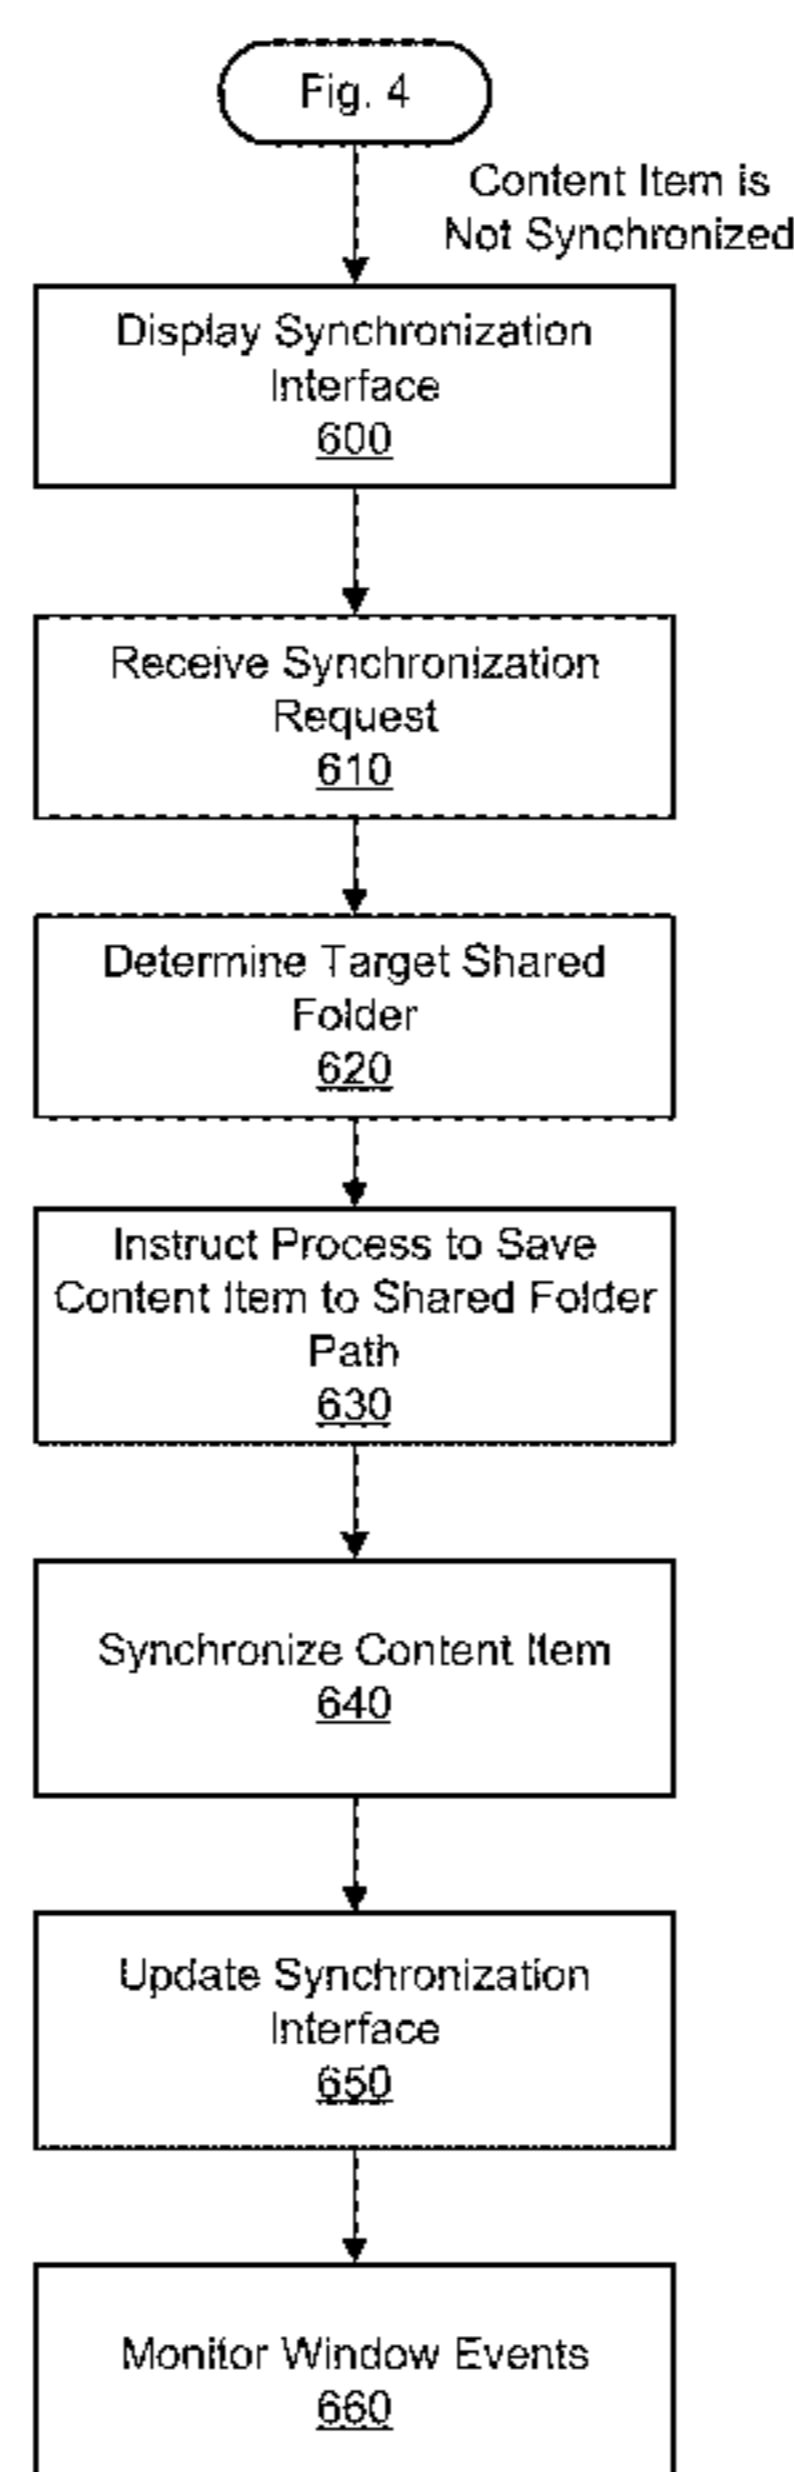 Fig. 4
Content Item is
Not Synchronized
Display Synchronization
Interface
600
Receive Synchronization
Request
610
Determine Target Shared
Folder
620
Instruct Process to Save
Content Item to Shared Folder
Path
630
Synchronize Content Item
640
Update Synchronization
Interface
650
Monitor Window Events
660